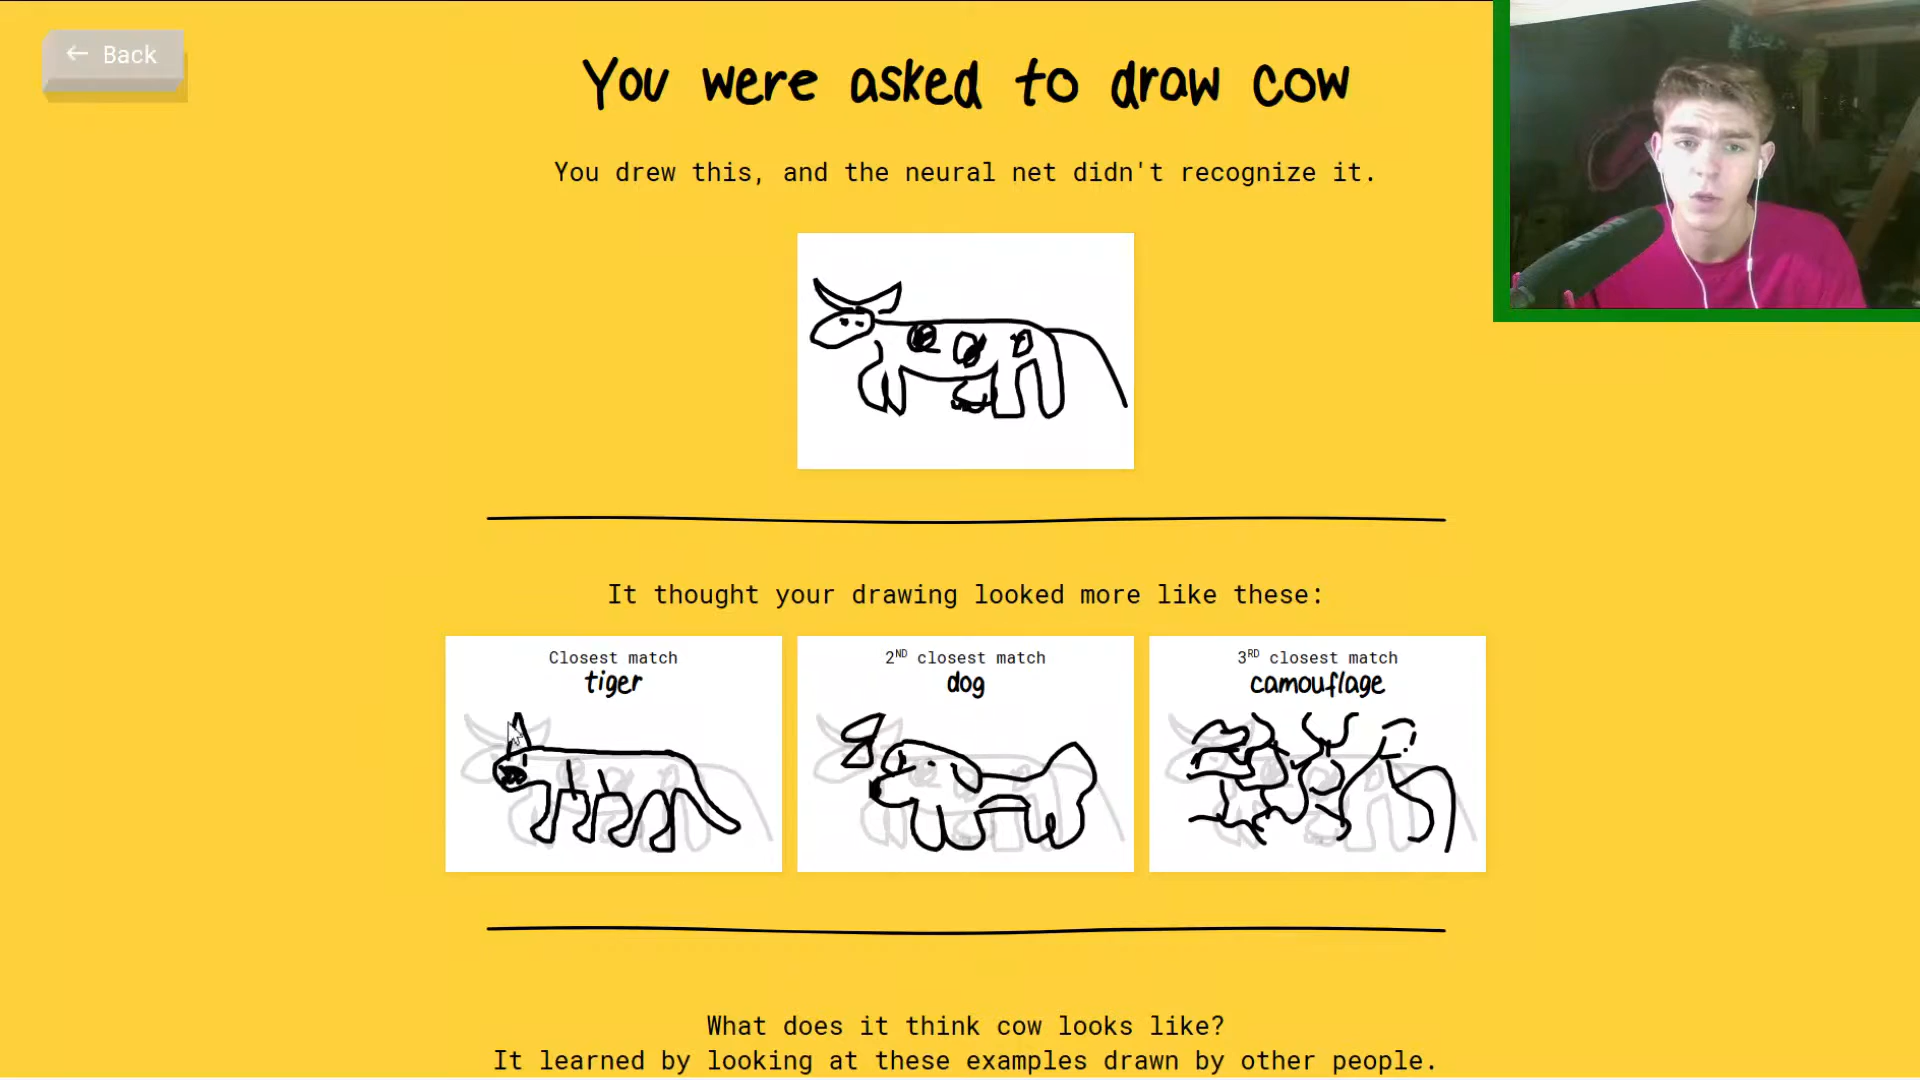 ← Back
You were asked to draw cow
You drew this, and the neural net didn't recognize it.
It thought your drawing looked more like these:
Closest match
tiger
2ND closest match
dog
3RD closest match
camouflage
What does it think cow looks like?
It learned by looking at these examples drawn by other people.